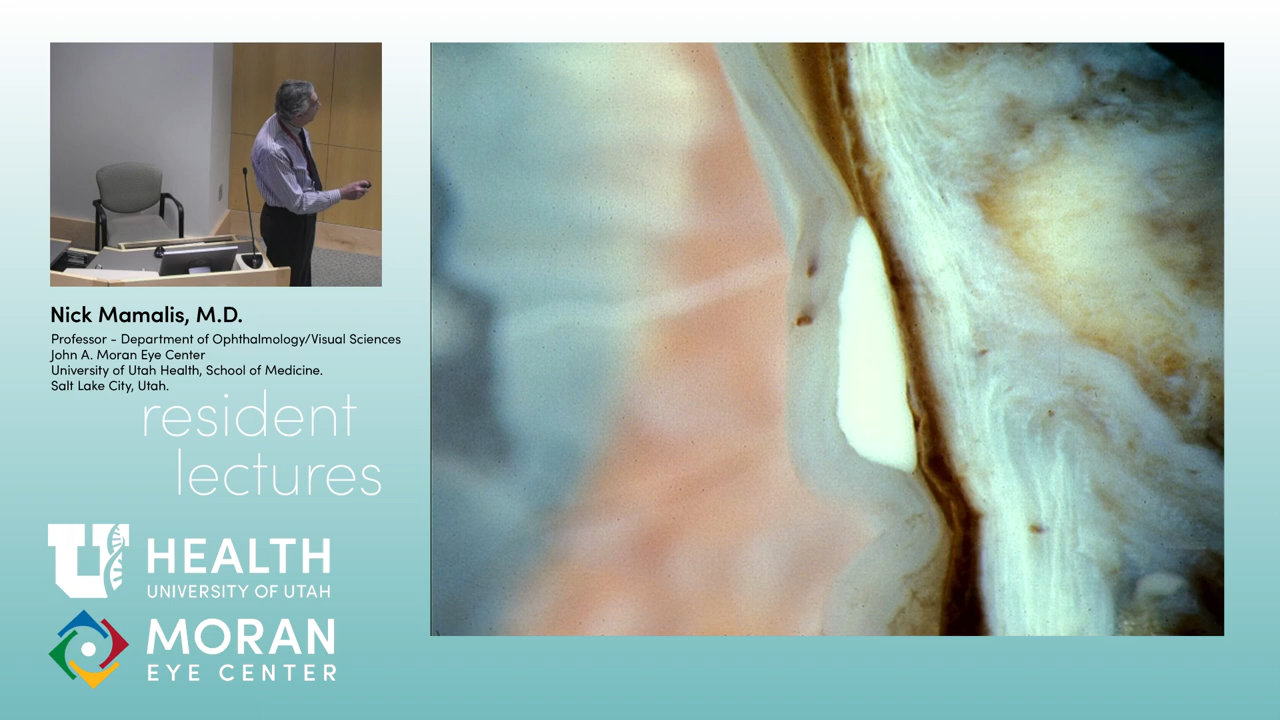 Nick Mamalis, M.D.
Professor - Department of Ophthalmology/Visual Sciences
John A. Moran Eye Center
University of Utah Health, School of Medicine.
Salt Lake City, Utah.
resident
lectures
U HEALTH
UNIVERSITY OF UTAH
MORAN
EYE CENTER